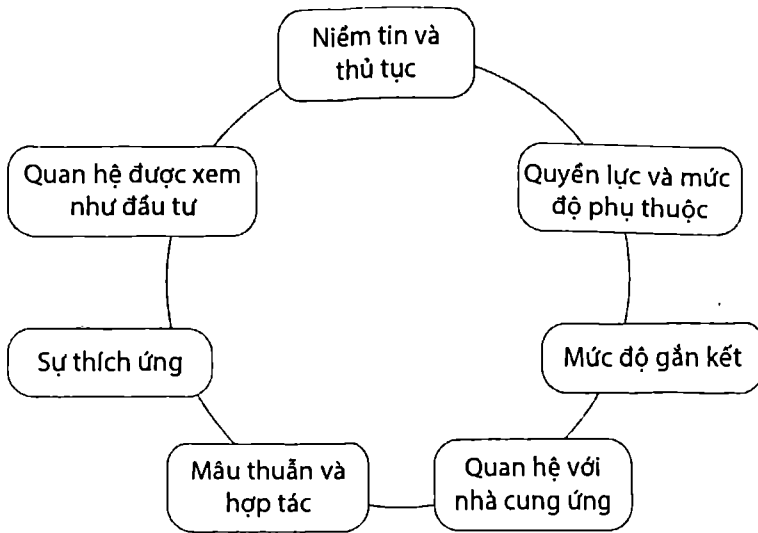 Niềm tin và
thủ tục
Quyền lực và mức
độ phụ thuộc
Mức độ gắn kết
Quan hệ với
nhà cung ứng
Mâu thuẫn và
hợp tác
Sự thích ứng
Quan hệ được xem
như đầu tư